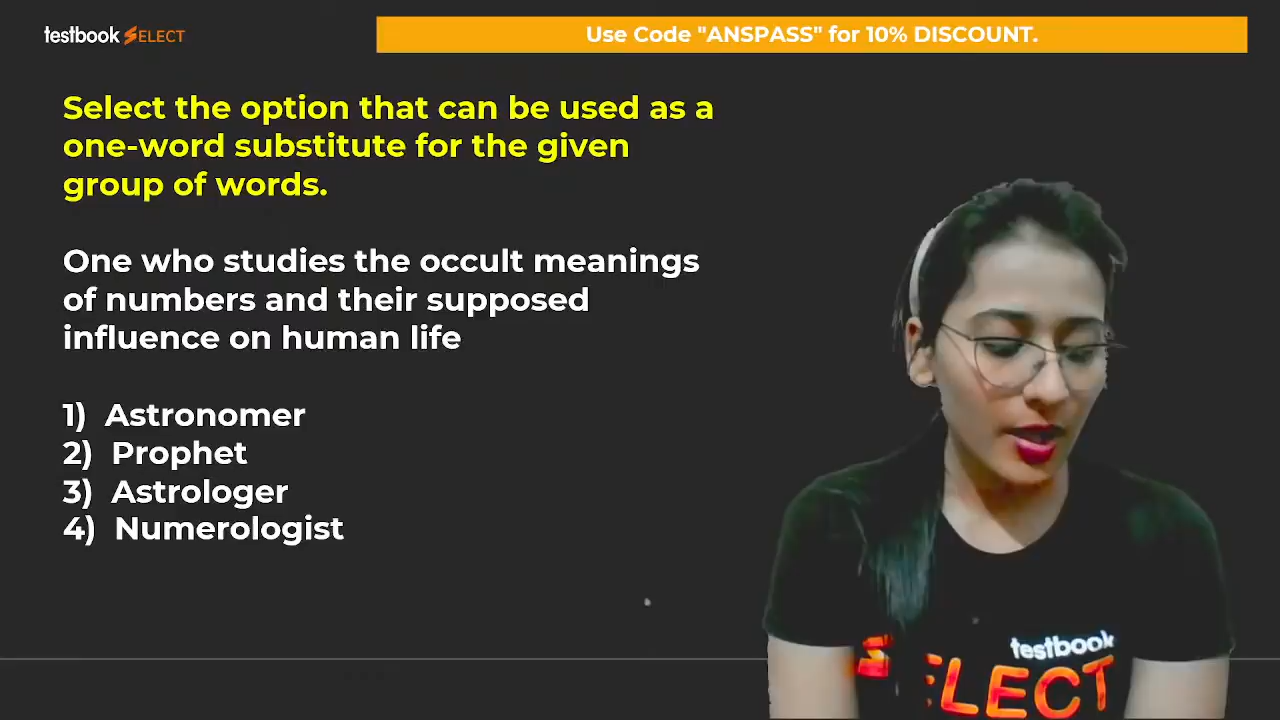 testbook SELECT
Use Code "ANSPASS" for 10% DISCOUNT.
Select the option that can be used as a
one-word substitute for the given
group of words.
One who studies the occult meanings
of numbers and their supposed
influence on human life
1) Astronomer
2) Prophet
3) Astrologer
4) Numerologist
testbook
SELECT